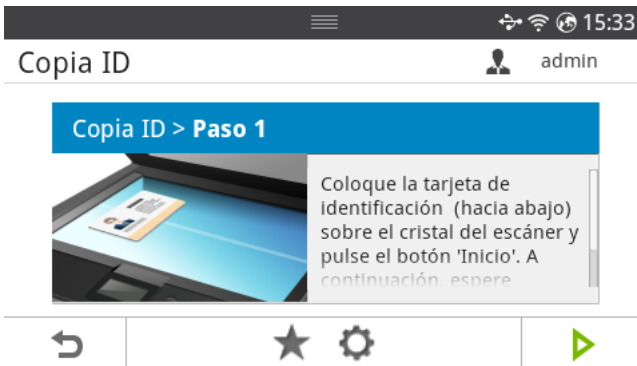 15:33
Copia ID
admin
Copia ID > Paso 1
Coloque la tarjeta de
identificación (hacia abajo)
sobre el cristal del escáner y
pulse el botón 'Inicio'. A
continuación, espere